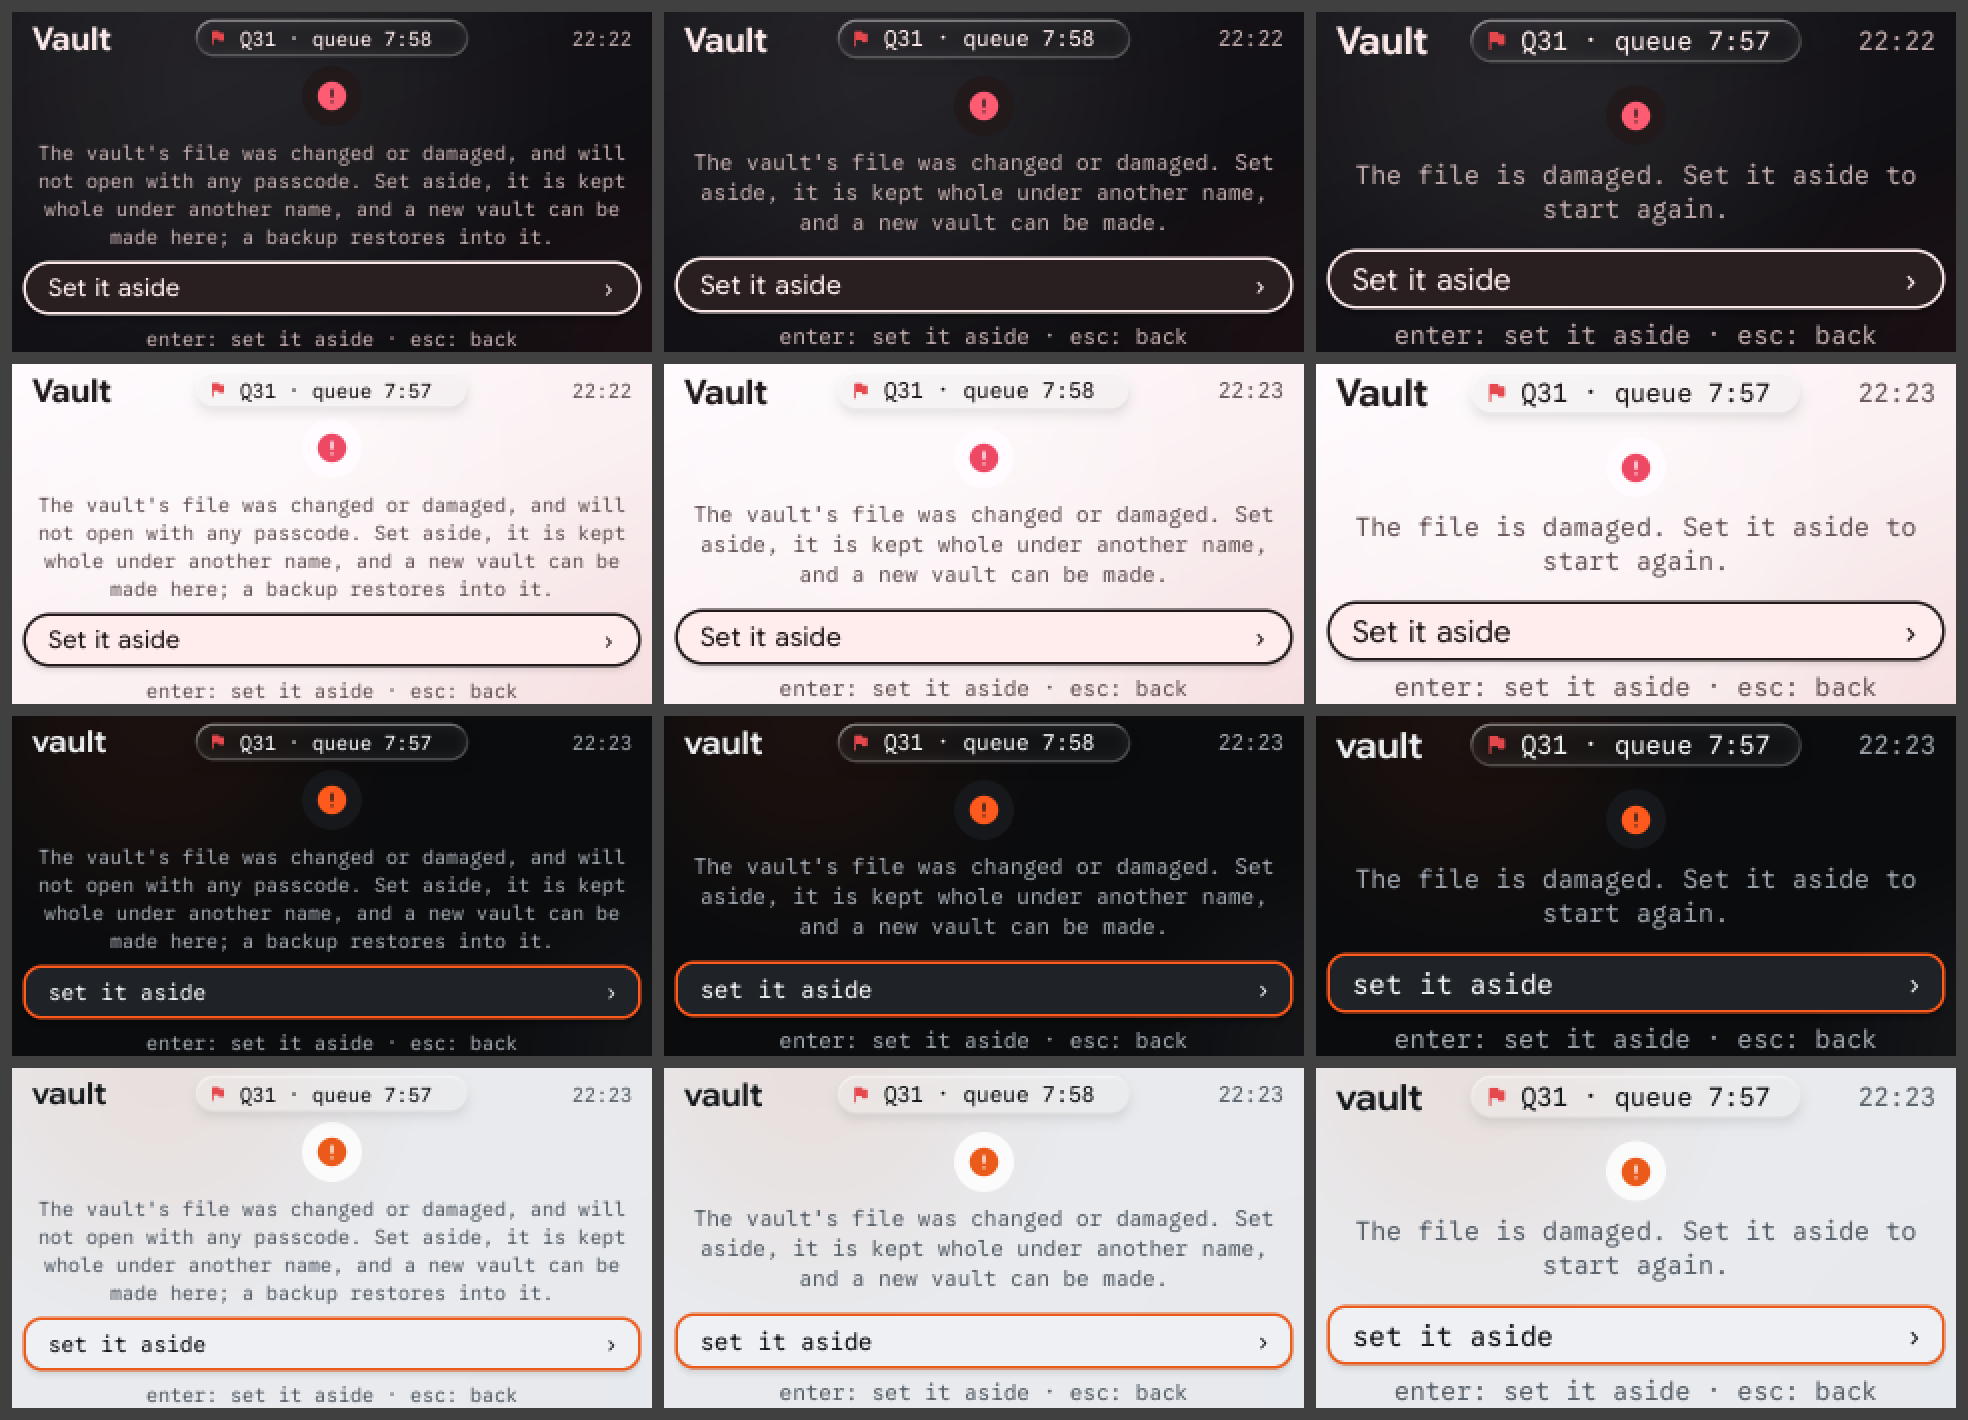 Vault
Q31 · queue 7:58
22:22
The vault's file was changed or damaged, and will
not open with any passcode. Set aside, it is kept
whole under another name, and a new vault can be
made here; a backup restores into it.
Set it aside ›
enter: set it aside · esc: back
Vault
Q31 · queue 7:58
22:22
The vault's file was changed or damaged. Set
aside, it is kept whole under another name,
and a new vault can be made.
Set it aside ›
enter: set it aside · esc: back
Vault
Q31 · queue 7:57
22:22
The file is damaged. Set it aside to
start again.
Set it aside ›
enter: set it aside · esc: back
Vault
Q31 · queue 7:57
22:22
The vault's file was changed or damaged, and will
not open with any passcode. Set aside, it is kept
whole under another name, and a new vault can be
made here; a backup restores into it.
Set it aside ›
enter: set it aside · esc: back
Vault
Q31 · queue 7:58
22:23
The vault's file was changed or damaged. Set
aside, it is kept whole under another name,
and a new vault can be made.
Set it aside ›
enter: set it aside · esc: back
Vault
Q31 · queue 7:57
22:23
The file is damaged. Set it aside to
start again.
Set it aside ›
enter: set it aside · esc: back
vault
Q31 · queue 7:57
22:23
The vault's file was changed or damaged, and will
not open with any passcode. Set aside, it is kept
whole under another name, and a new vault can be
made here; a backup restores into it.
set it aside ›
enter: set it aside · esc: back
vault
Q31 · queue 7:58
22:23
The vault's file was changed or damaged. Set
aside, it is kept whole under another name,
and a new vault can be made.
set it aside ›
enter: set it aside · esc: back
vault
Q31 · queue 7:57
22:23
The file is damaged. Set it aside to
start again.
set it aside ›
enter: set it aside · esc: back
vault
Q31 · queue 7:57
22:23
The vault's file was changed or damaged, and will
not open with any passcode. Set aside, it is kept
whole under another name, and a new vault can be
made here; a backup restores into it.
set it aside ›
enter: set it aside · esc: back
vault
Q31 · queue 7:58
22:23
The vault's file was changed or damaged. Set
aside, it is kept whole under another name,
and a new vault can be made.
set it aside ›
enter: set it aside · esc: back
vault
Q31 · queue 7:57
22:23
The file is damaged. Set it aside to
start again.
set it aside ›
enter: set it aside · esc: back